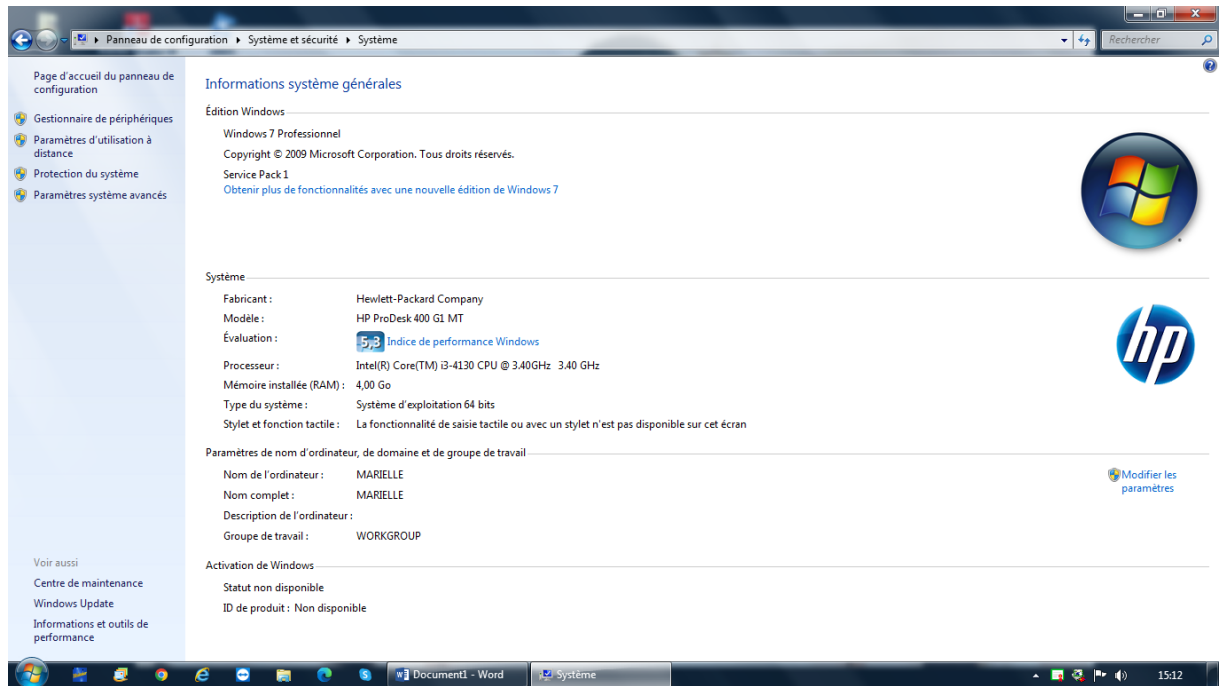 Panneau de configuration Système et sécurité Système
Rechercher
Page d'accueil du panneau de
configuration
Gestionnaire de périphériques
Paramètres d'utilisation à
distance
Protection du système
Paramètres système avancés
Informations système générales
Édition Windows
Windows 7 Professionnel
Copyright © 2009 Microsoft Corporation. Tous droits réservés.
Service Pack 1
Obtenir plus de fonctionnalités avec une nouvelle édition de Windows 7
Système
Fabricant : Hewlett-Packard Company
Modèle : HP ProDesk 400 G1 MT
Évaluation : 5,3 Indice de performance Windows
Processeur : Intel(R) Core(TM) i3-4130 CPU @ 3.40GHz 3.40 GHz
Mémoire installée (RAM) : 4,00 Go
Type du système : Système d'exploitation 64 bits
Stylet et fonction tactile : La fonctionnalité de saisie tactile ou avec un stylet n'est pas disponible sur cet écran
hp
Paramètres de nom d'ordinateur, de domaine et de groupe de travail
Nom de l'ordinateur : MARIELLE
Nom complet : MARIELLE
Description de l'ordinateur :
Groupe de travail : WORKGROUP
Modifier les
paramètres
Activation de Windows
Statut non disponible
ID de produit : Non disponible
Voir aussi
Centre de maintenance
Windows Update
Informations et outils de
performance
Document1 - Word Système 15:12